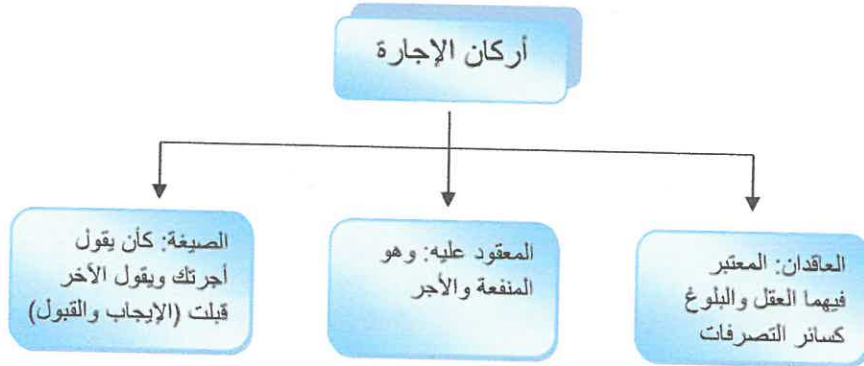 أركان الإجارة
العاقدان: المعتبر
فيهما العقل والبلوغ
كسائر التصرفات
المعقود عليه: وهو
المنفعة والأجر
الصيغة: كأن يقول
أجرتك ويقول الأخر
قبلت (الإيجاب والقبول)